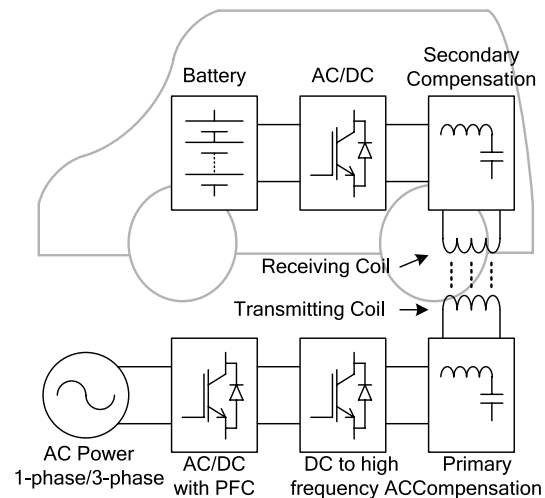 Secondary
Compensation
Battery
AC/DC
Receiving Coil
Transmitting Coil
AC Power
1-phase/3-phase
AC/DC
with PFC
DC to high
frequency AC
Primary
Compensation